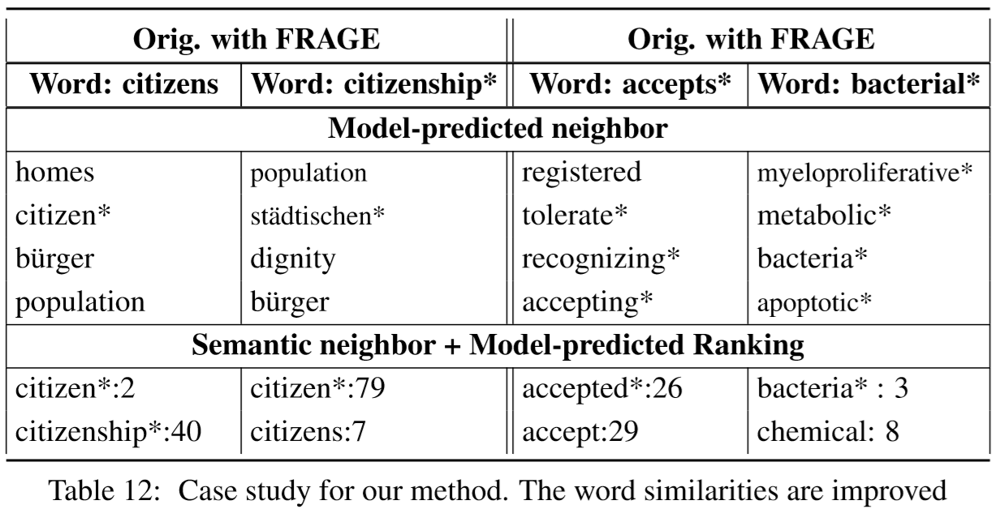 Orig. with FRAGE Orig. with FRAGE
Word: citizens Word: citizenship* Word: accepts* Word: bacterial*
Model-predicted neighbor
homes population registered myeloproliferative*
citizen* städtischen* tolerate* metabolic*
bürger dignity recognizing* bacteria*
population bürger accepting* apoptotic*
Semantic neighbor + Model-predicted Ranking
citizen*:2 citizen*:79 accepted*:26 bacteria* : 3
citizenship*:40 citizens:7 accept:29 chemical: 8
Table 12: Case study for our method. The word similarities are improved